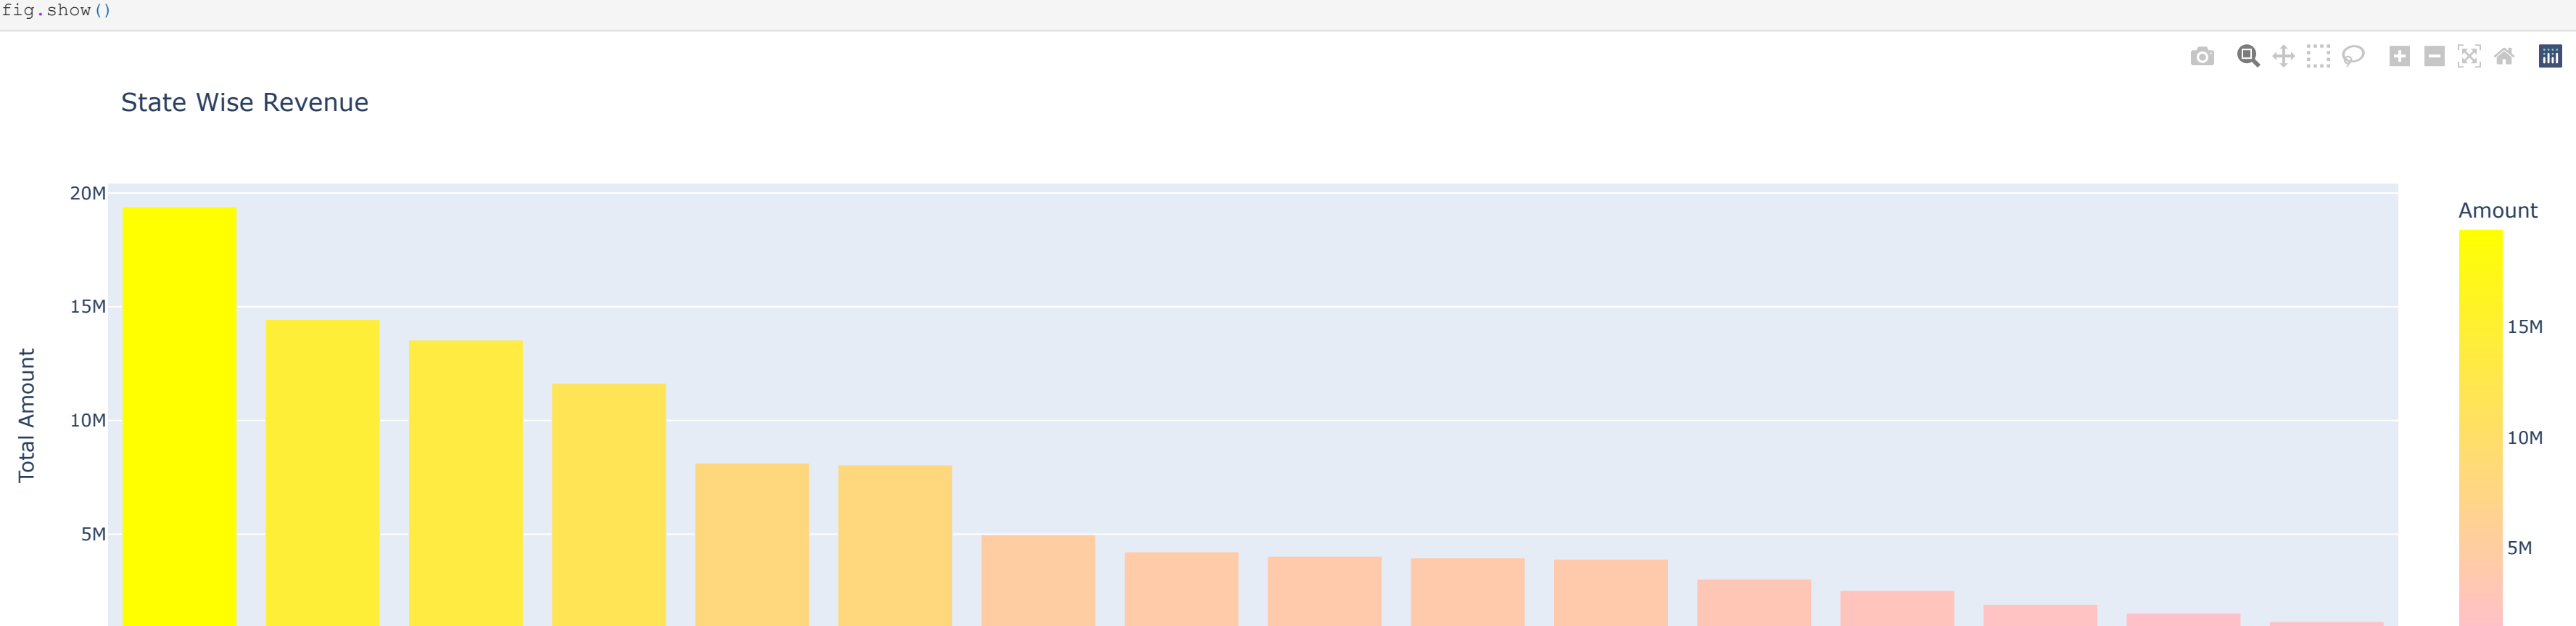 fig.show()
State Wise Revenue
20M
15M
10M
5M
Total Amount
Amount
15M
10M
5M